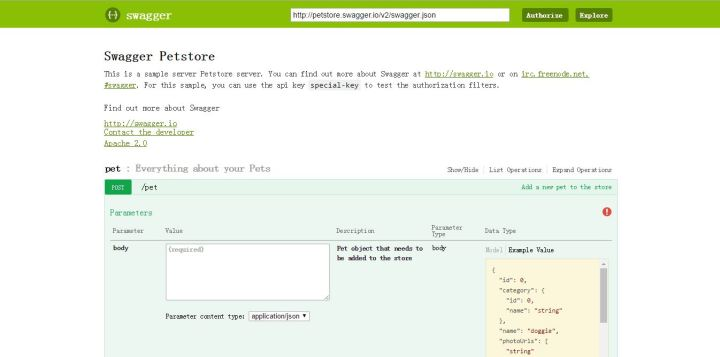 swagger
http://petstore.swagger.io/v2/swagger.json
Authorize
Explore
Swagger Petstore
This is a sample server Petstore server. You can find out more about Swagger at http://swagger.io or on irc.freenode.net,
#swagger. For this sample, you can use the api key special-key to test the authorization filters.
Find out more about Swagger
http://swagger.io
Contact the developer
Apache 2.0
pet : Everything about your Pets
Show/Hide | List Operations | Expand Operations
POST /pet Add a new pet to the store
Parameters
Parameter Value Description Parameter Type Data Type
body (required) Pet object that needs to be added to the store body Model Example Value
Parameter content type: application/json
{
"id": 0,
"category": {
"id": 0,
"name": "string"
},
"name": "doggie",
"photoUrls": [
"string"